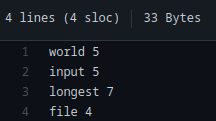 4 lines (4 sloc) 33 Bytes
1 world 5
2 input 5
3 longest 7
4 file 4